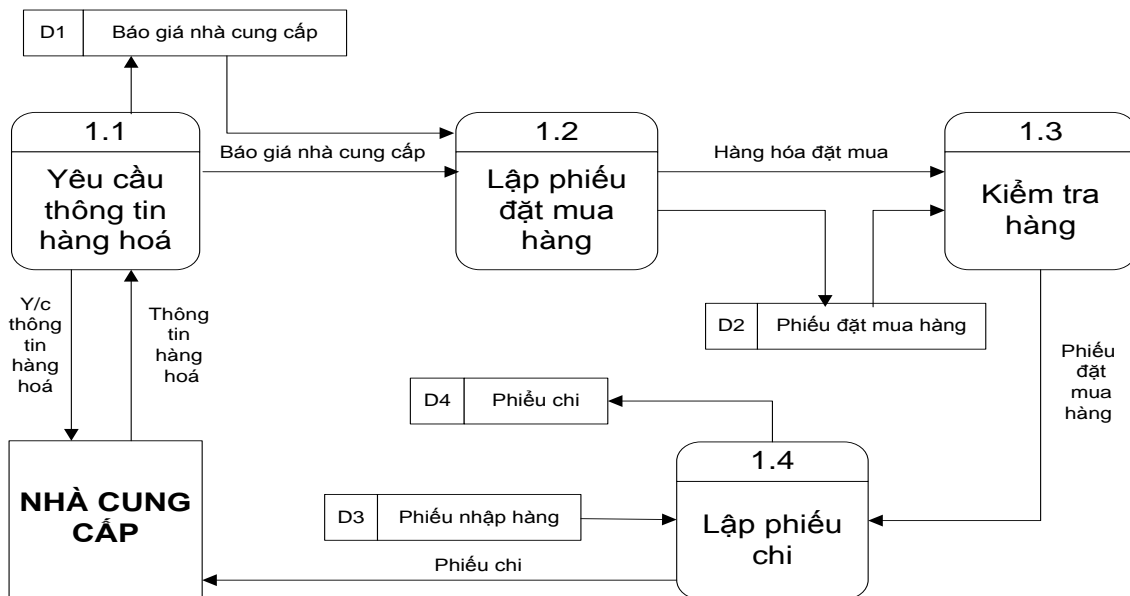 D1 Báo giá nhà cung cấp
1.1
Yêu cầu
thông tin
hàng hoá
Báo giá nhà cung cấp
1.2
Lập phiếu
đặt mua
hàng
Hàng hóa đặt mua
1.3
Kiểm tra
hàng
Y/c
thông
tin
hàng
hoá
Thông
tin
hàng
hoá
D2 Phiếu đặt mua hàng
Phiếu
đặt
mua
hàng
D4 Phiểu chi
1.4
Lập phiếu
chi
D3 Phiếu nhập hàng
Phiếu chi
NHÀ CUNG
CẤP